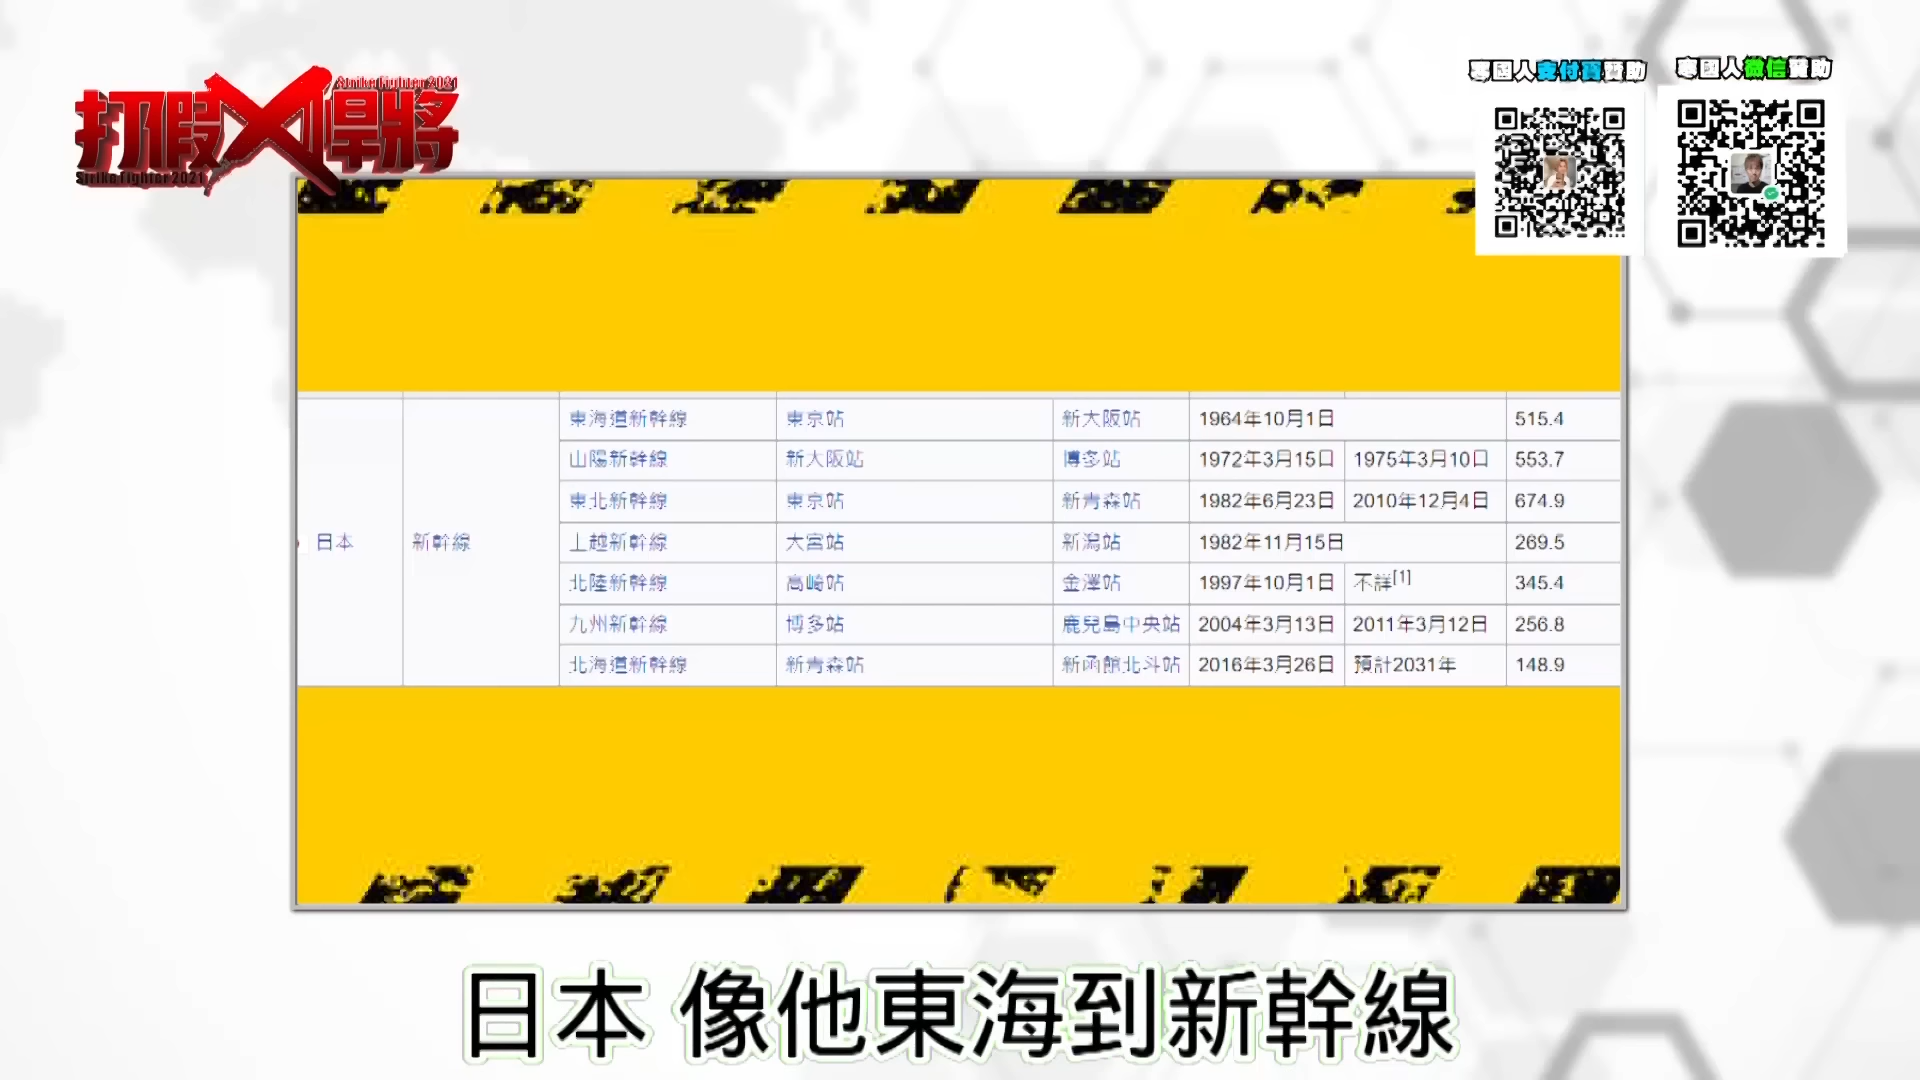 專國人支付寶贊助
專國人微信贊助
打假悍將
Strike Fighter 2021
Strike Fighter 2021
日本 新幹線
東海道新幹線 東京站 新大阪站 1964年10月1日 515.4
山陽新幹線 新大阪站 博多站 1972年3月15日 1975年3月10日 553.7
東北新幹線 東京站 新青森站 1982年6月23日 2010年12月4日 674.9
上越新幹線 大宮站 新潟站 1982年11月15日 269.5
北陸新幹線 高崎站 金澤站 1997年10月1日 不詳[1] 345.4
九州新幹線 博多站 鹿兒島中央站 2004年3月13日 2011年3月12日 256.8
北海道新幹線 新青森站 新函館北斗站 2016年3月26日 預計2031年 148.9
日本 像他東海到新幹線